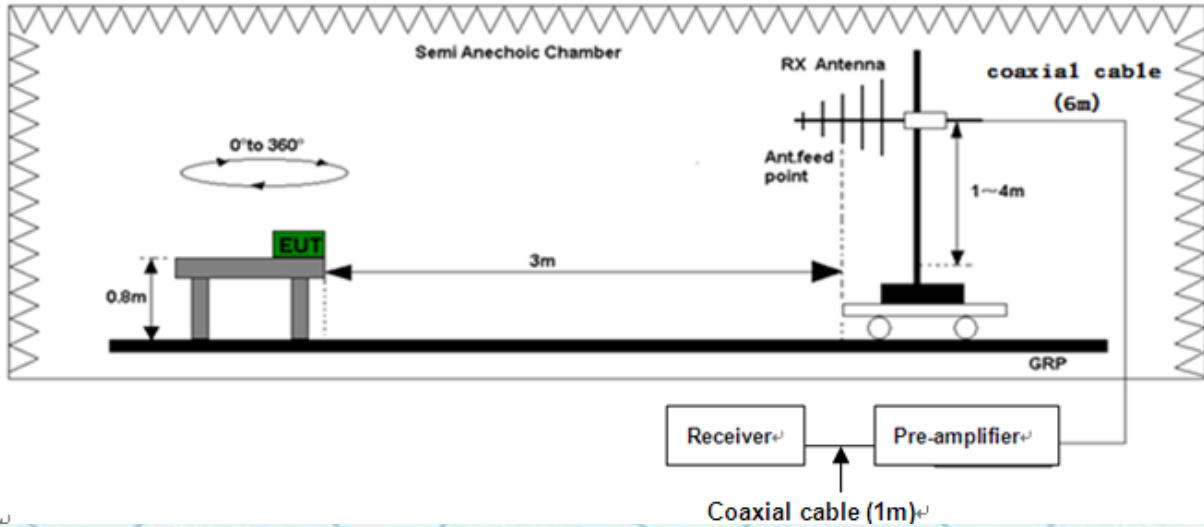 Semi Anechoic Chamber
RX Antenna
coaxial cable
(6m)
0°to 360°
Ant.feed
point
1～4m
EUT
3m
0.8m
GRP
Receiver↵
Pre-amplifier↵
Coaxial cable (1m)↵
↵